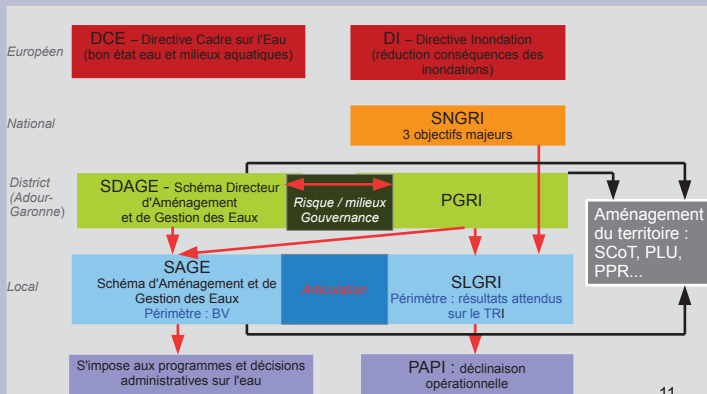 Européen
DCE – Directive Cadre sur l'Eau
(bon état eau et milieux aquatiques)
DI – Directive Inondation
(réduction conséquences des
inondations)
National
SNGRI
3 objectifs majeurs
District
(Adour-
Garonne)
SDAGE - Schéma Directeur
d'Aménagement
et de Gestion des Eaux
Risque / milieux
Gouvernance
PGRI
Aménagement
du territoire :
SCoT, PLU,
PPR...
Local
SAGE
Schéma d'Aménagement et de
Gestion des Eaux
Périmètre : BV
Articulation
SLGRI
Périmètre : résultats attendus
sur le TRI
S'impose aux programmes et décisions
administratives sur l'eau
PAPI : déclinaison
opérationnelle
11